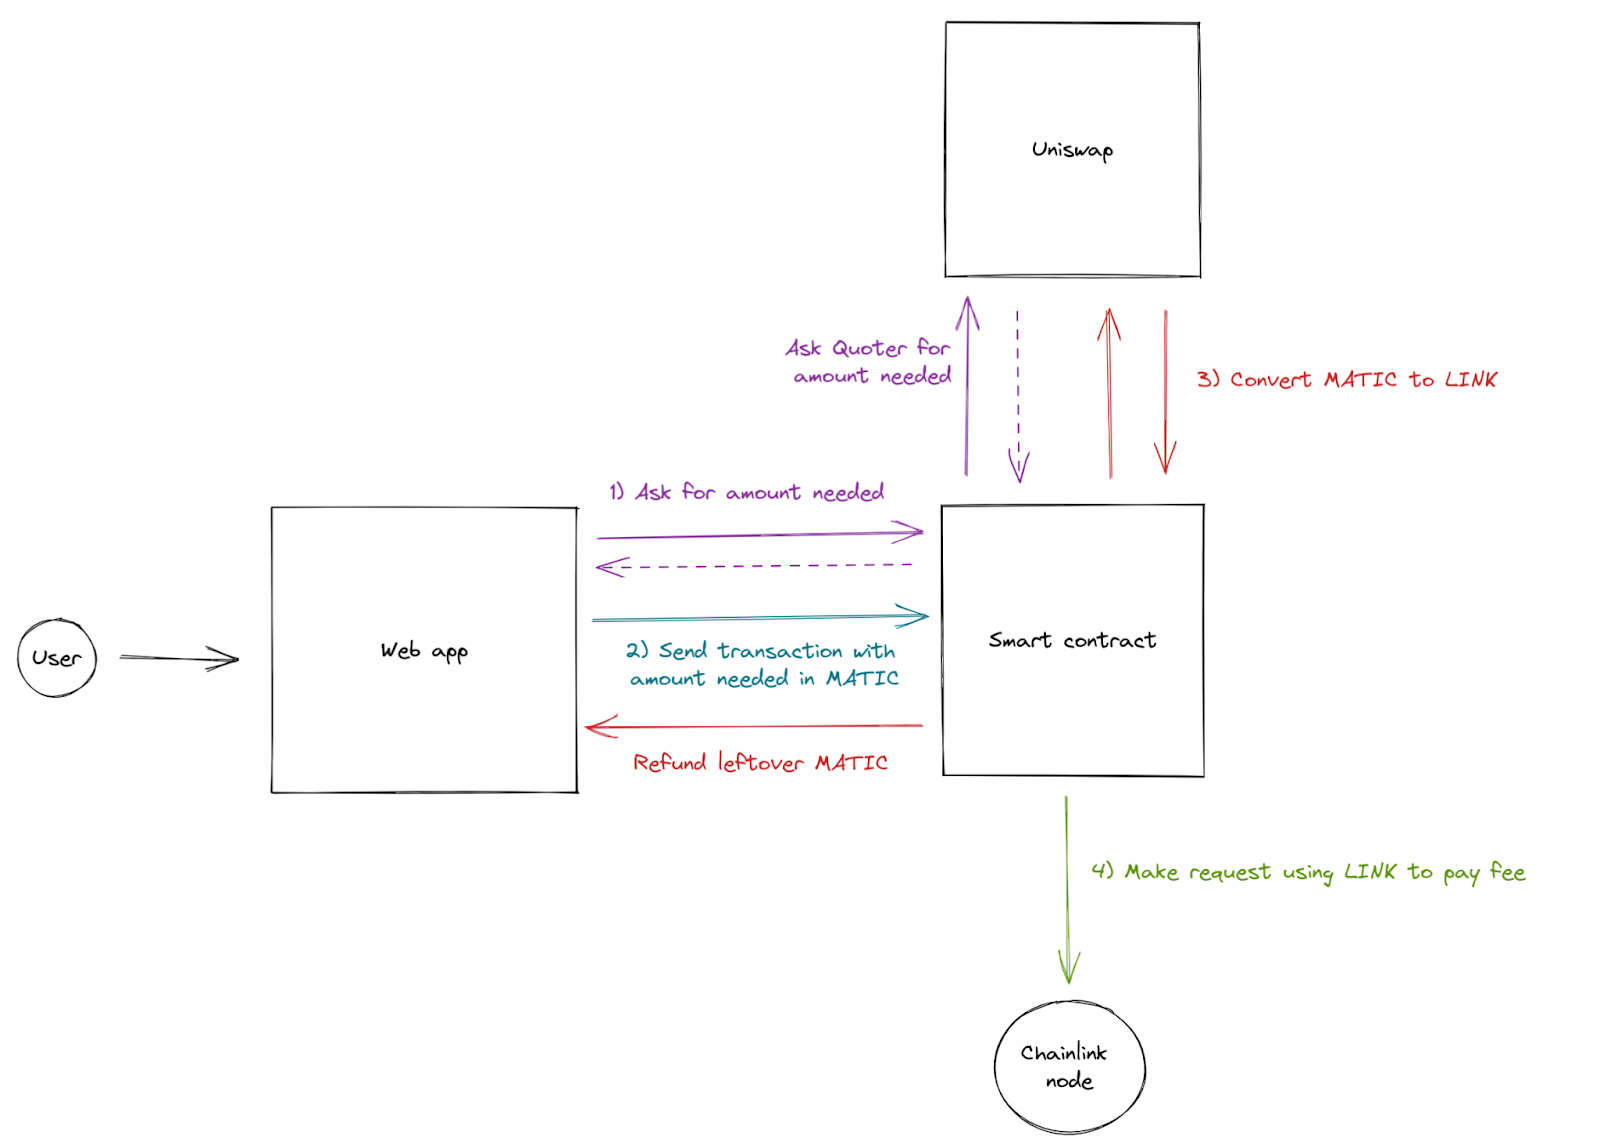 Uniswap
Ask Quoter for
amount needed
3) Convert MATIC to LINK
1) Ask for amount needed
User
Web app
Smart contract
2) Send transaction with
amount needed in MATIC
Refund leftover MATIC
4) Make request using LINK to pay fee
Chainlink
node